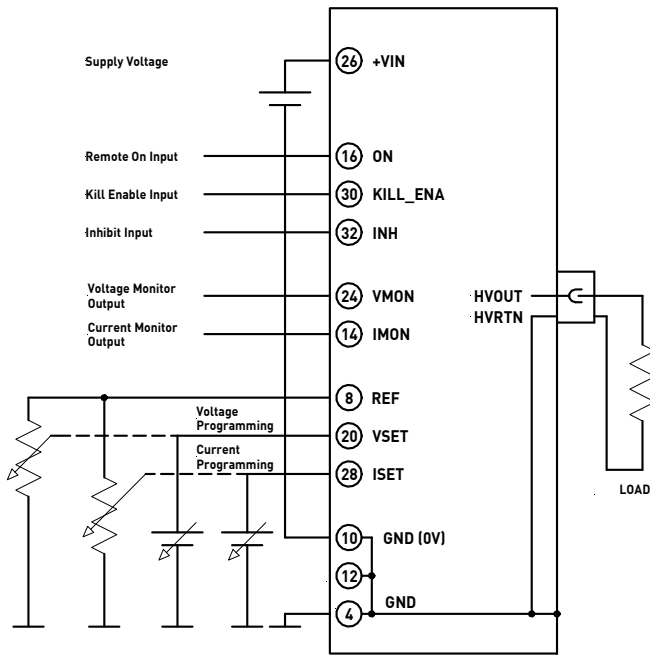 Supply Voltage
26 +VIN
Remote On Input
16 ON
Kill Enable Input
30 KILL_ENA
Inhibit Input
32 INH
Voltage Monitor
Output
24 VMON
HVOUT
Current Monitor
Output
14 IMON
HVRTN
8 REF
Voltage
Programming
20 VSET
Current
Programming
28 ISET
LOAD
10 GND (0V)
12
4 GND